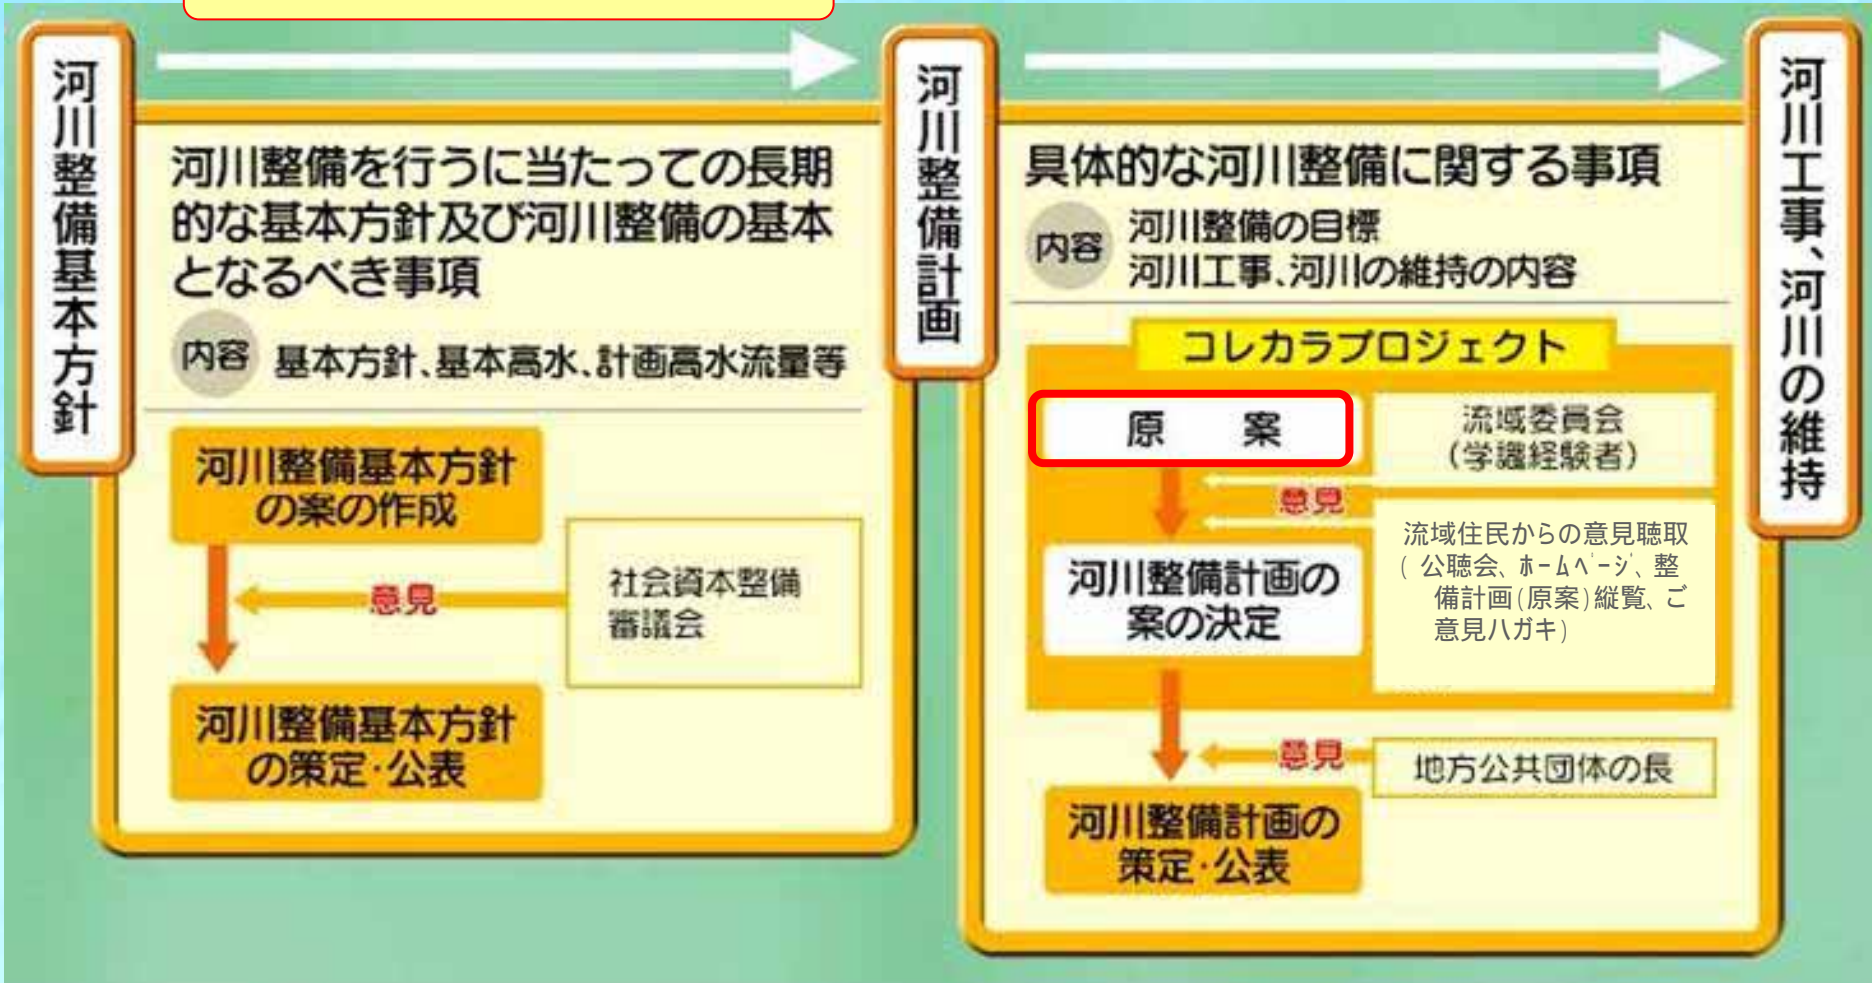 河川整備基本方針
河川整備を行うに当たっての長期
的な基本方針及び河川整備の基本
となるべき事項
内容
基本方針、基本高水、計画高水流量等
河川整備基本方針
の案の作成
意見
社会資本整備
審議会
河川整備基本方針
の策定・公表
河川整備計画
具体的な河川整備に関する事項
内容
河川整備の目標
河川工事、河川の維持の内容
コレカラプロジェクト
原　案
流域委員会
（学識経験者）
意見
流域住民からの意見聴取
( 公聴会、ﾎｰﾑﾍﾟｰｼﾞ、整
備計画(原案)縦覧、ご
意見ハガキ)
河川整備計画の
案の決定
意見
地方公共団体の長
河川整備計画の
策定・公表
河川工事、河川の維持